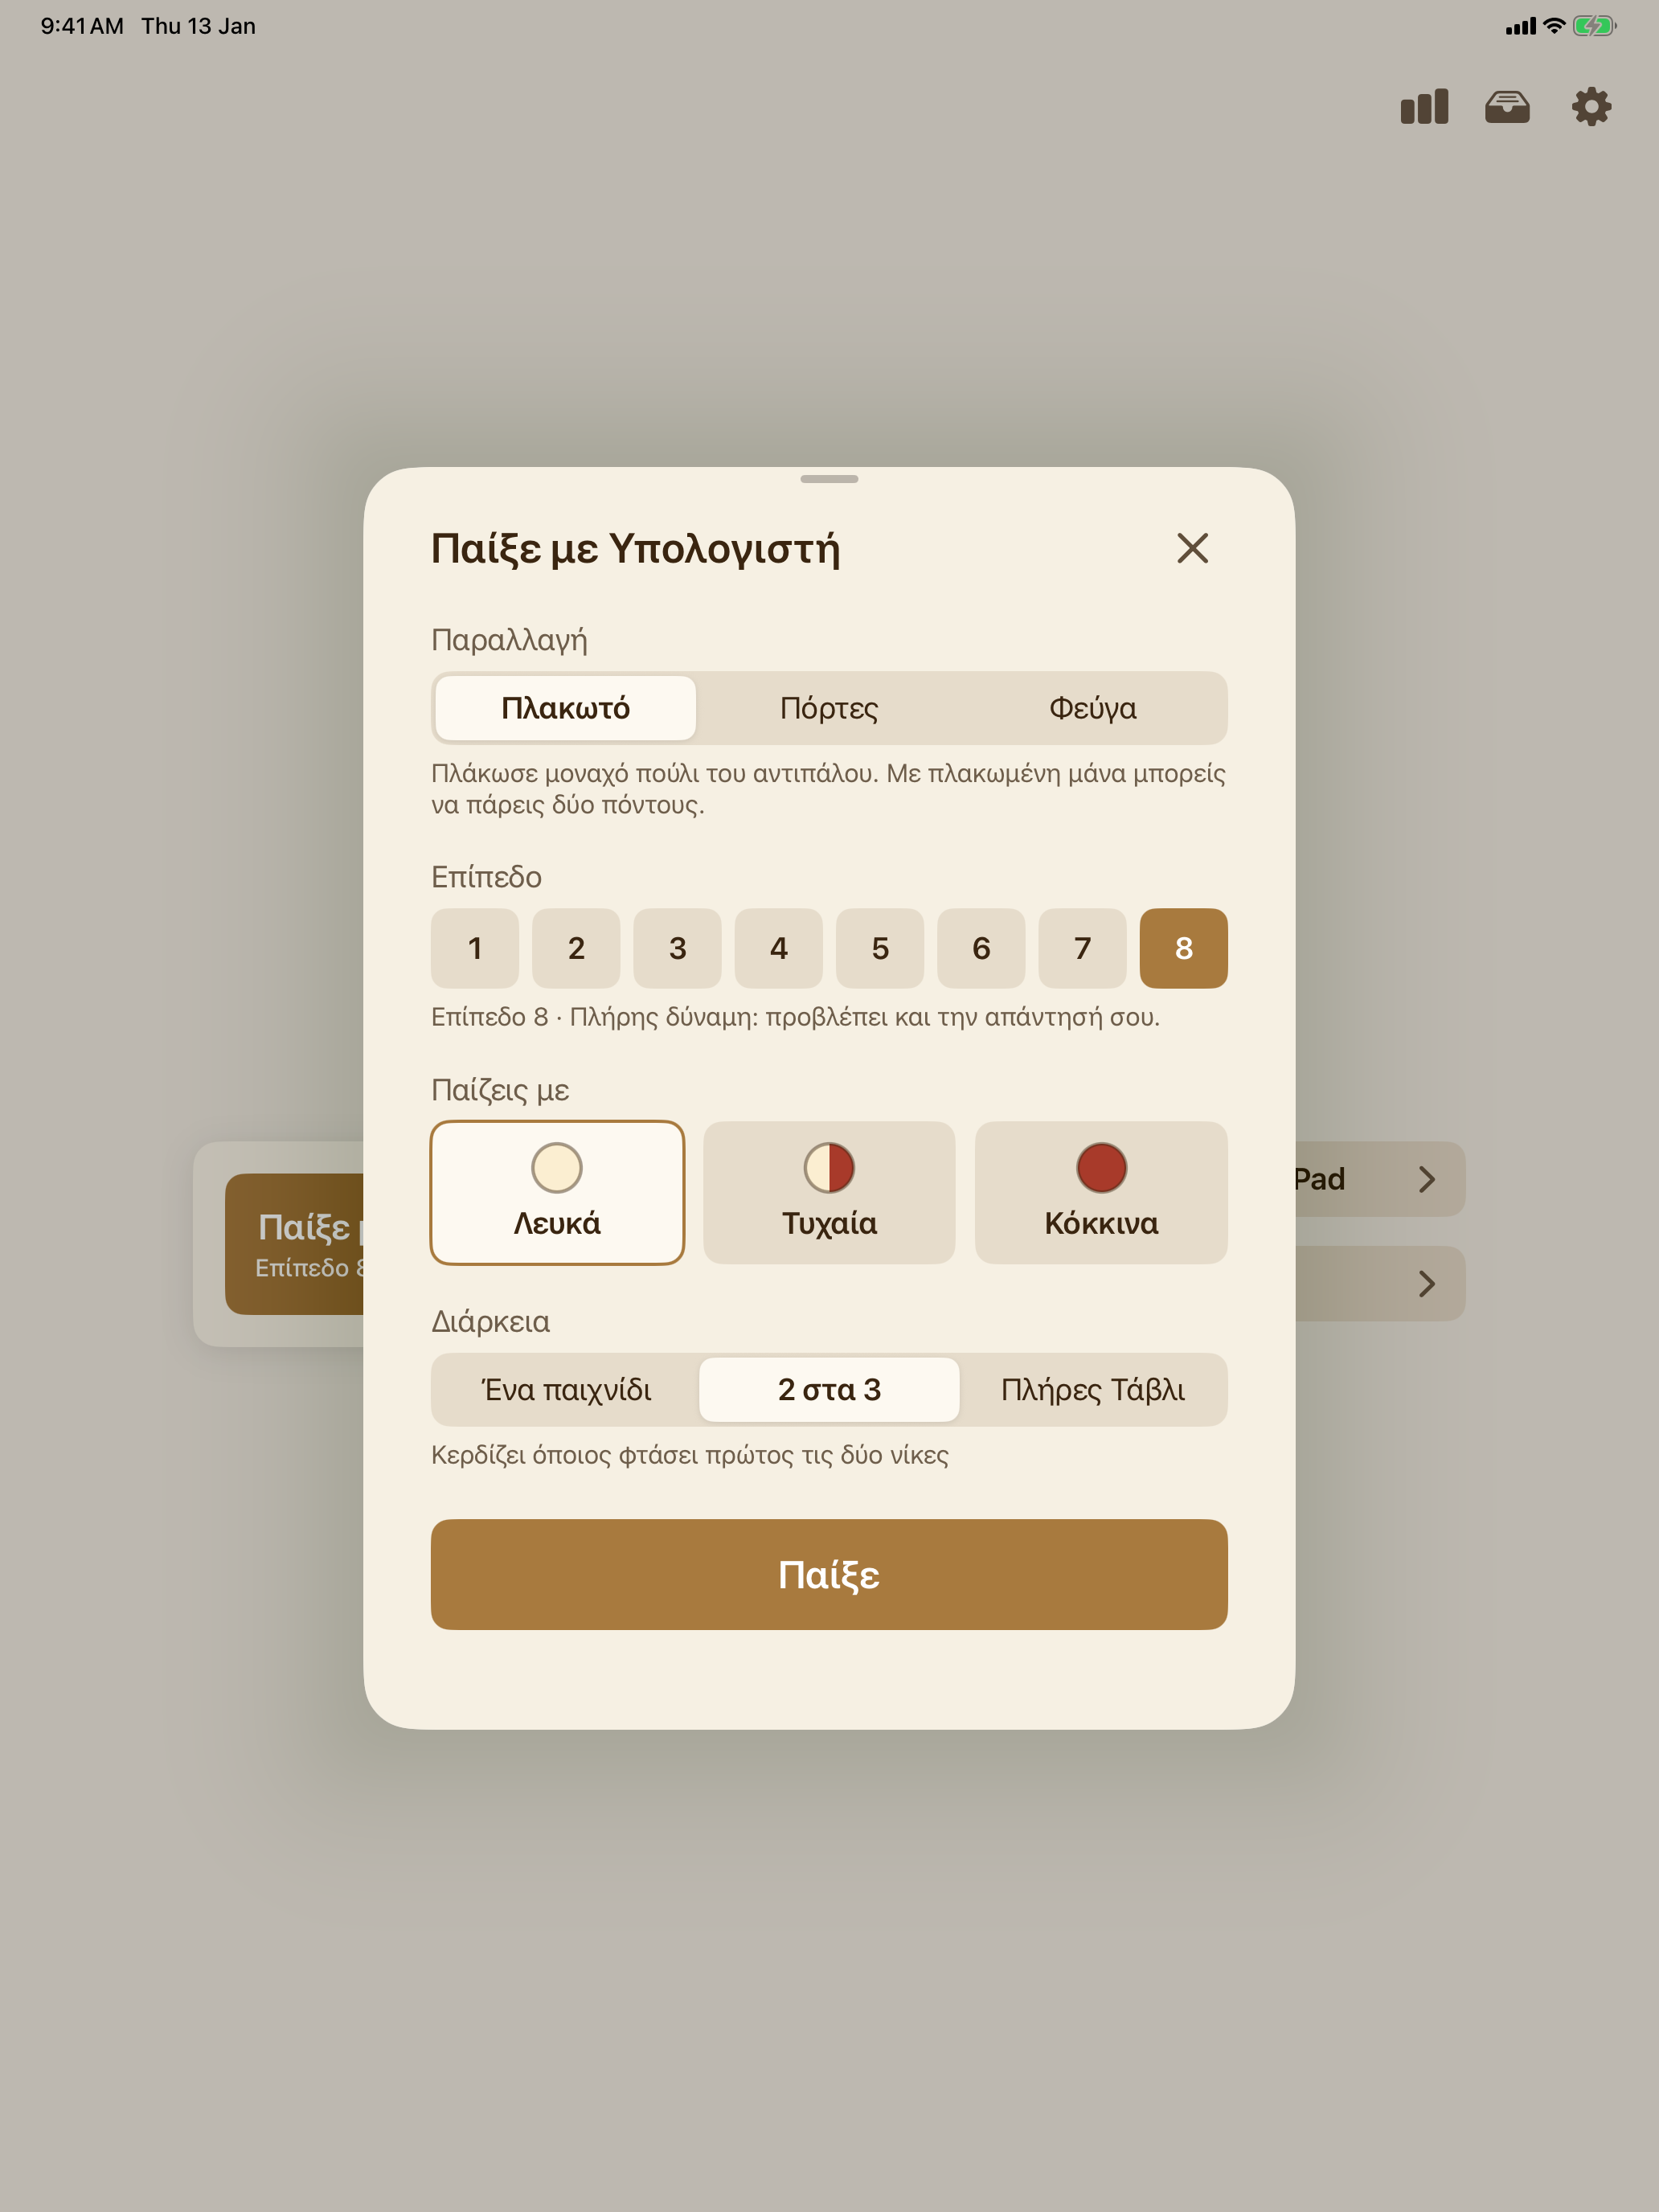 9:41 AM Thu 13 Jan
Παίξε με Υπολογιστή
Παραλλαγή
Πλακωτό Πόρτες Φεύγα
Πλάκωσε μοναχό πούλι του αντιπάλου. Με πλακωμένη μάνα μπορείς
να πάρεις δύο πόντους.
Επίπεδο
1 2 3 4 5 6 7 8
Επίπεδο 8 · Πλήρης δύναμη: προβλέπει και την απάντησή σου.
Παίζεις με
Λευκά Τυχαία Κόκκινα
Παίξε
Επίπεδο
Pad
Διάρκεια
Ένα παιχνίδι 2 στα 3 Πλήρες Τάβλι
Κερδίζει όποιος φτάσει πρώτος τις δύο νίκες
Παίξε